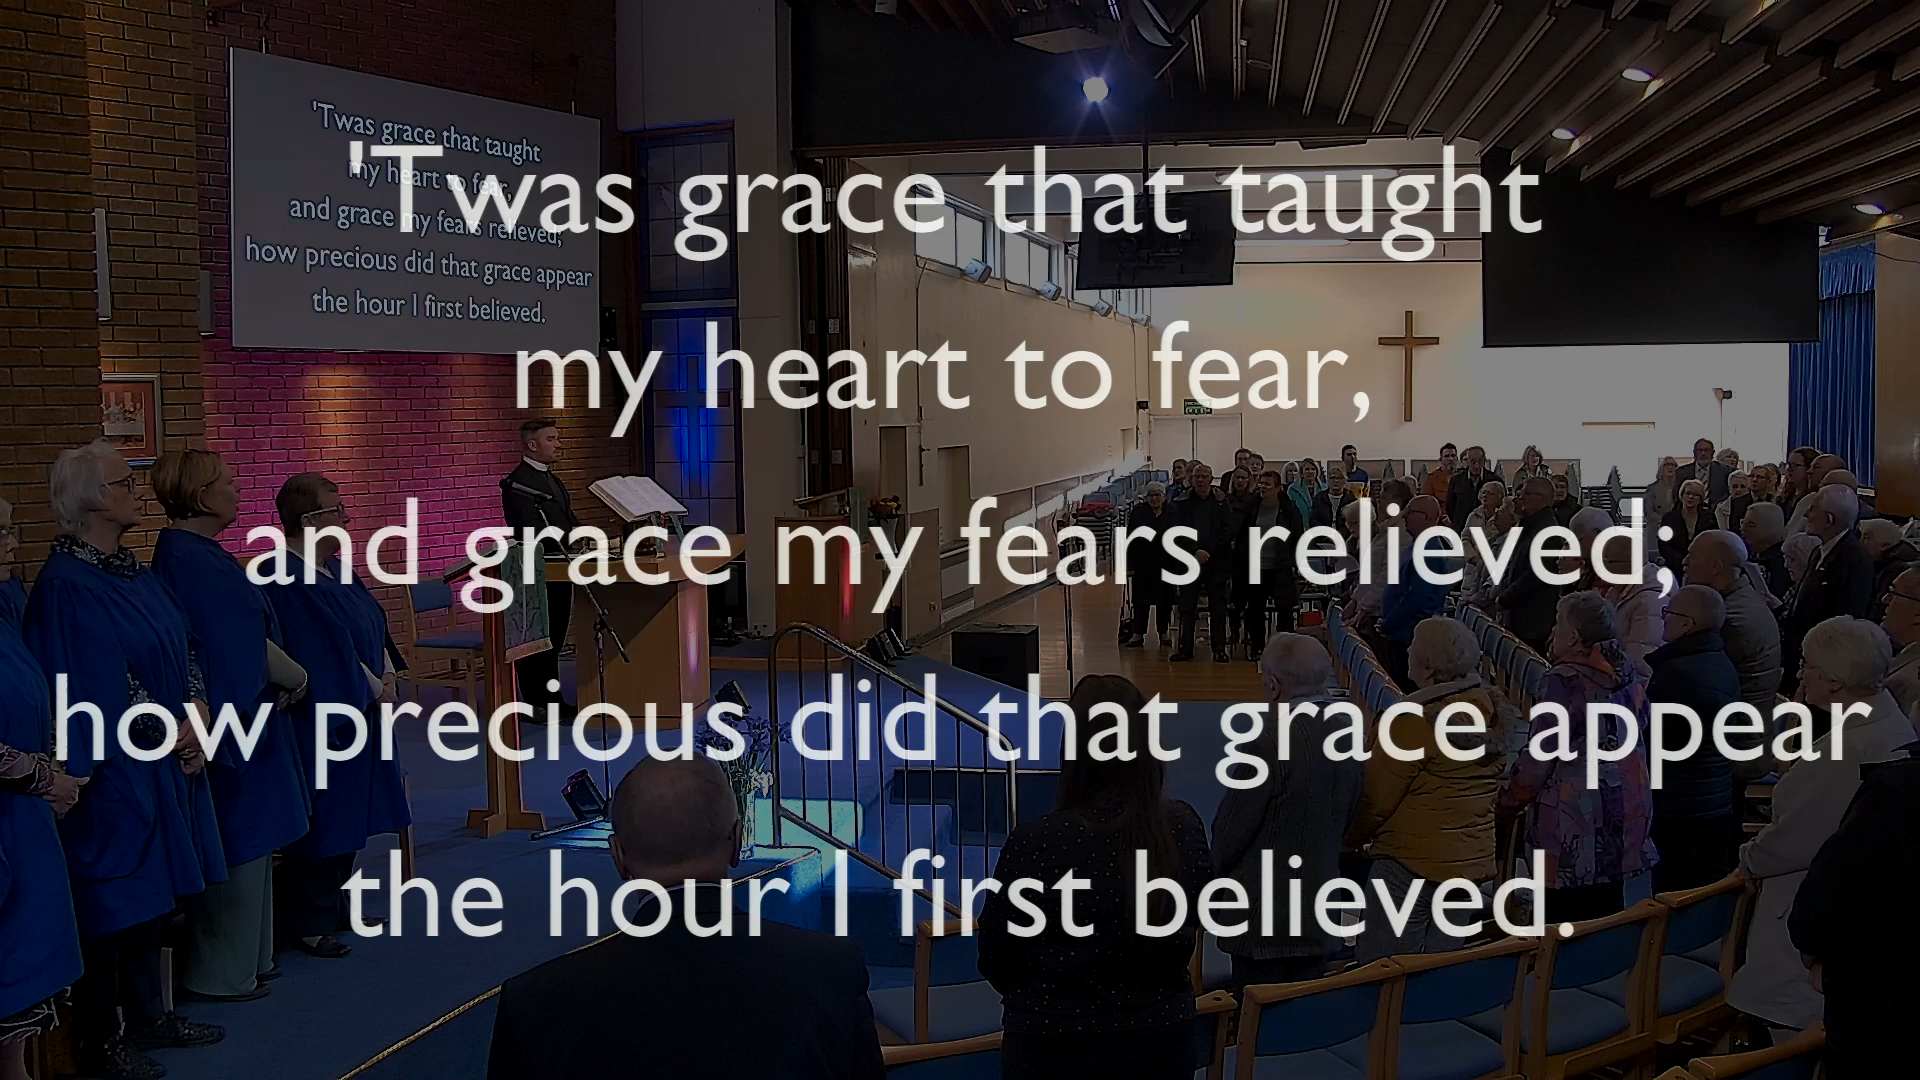 'Twas grace that taught
my heart to fear,
and grace my fears relieved;
how precious did that grace appear
the hour I first believed.
'Twas grace that taught
my heart to fear,
and grace my fears relieved;
how precious did that grace appear
the hour I first believed.